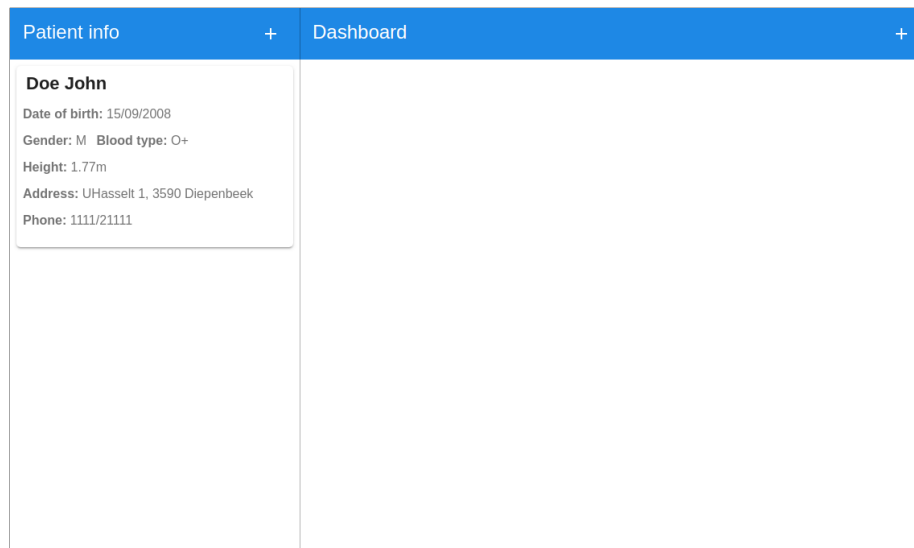 Patient info +
Dashboard +
Doe John
Date of birth: 15/09/2008
Gender: M Blood type: O+
Height: 1.77m
Address: UHasselt 1, 3590 Diepenbeek
Phone: 1111/21111